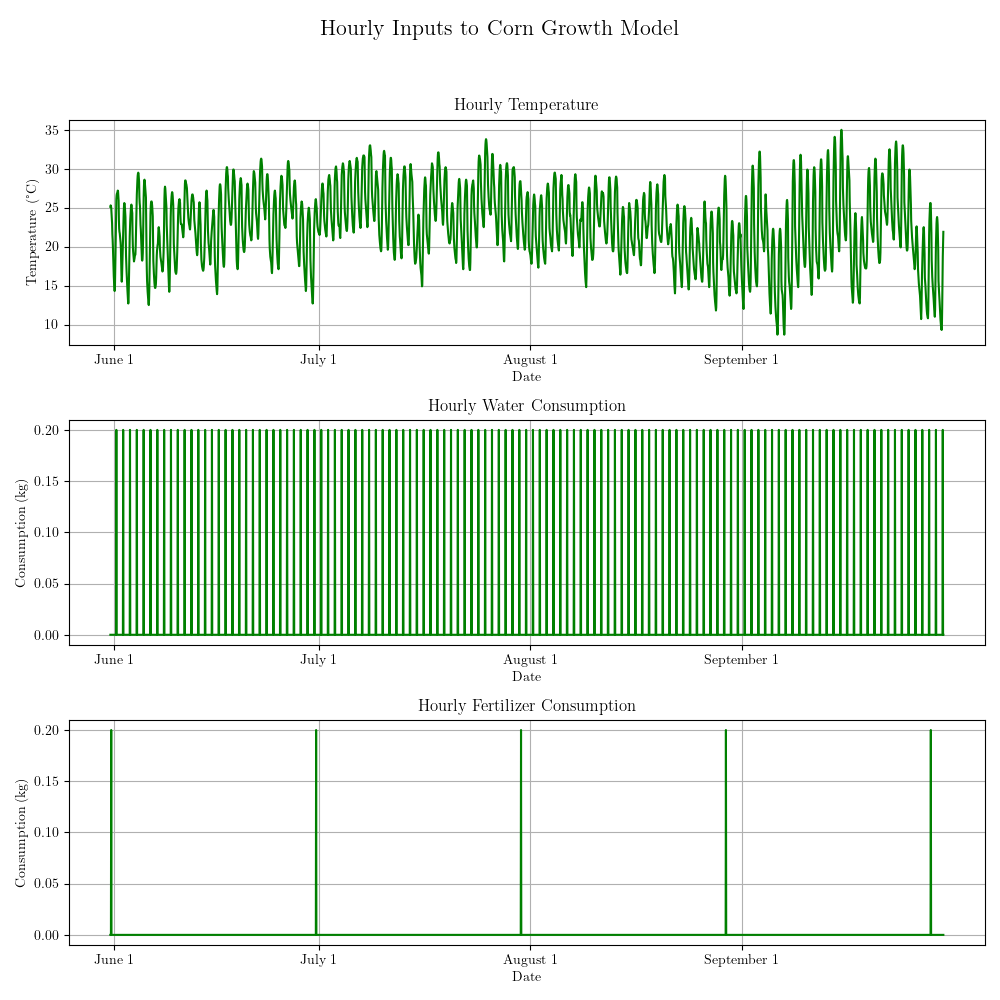 Hourly Inputs to Corn Growth Model
Hourly Temperature
Temperature (°C)
35
30
25
20
15
10
June 1
July 1
August 1
September 1
Date
Hourly Water Consumption
Consumption (kg)
0.20
0.15
0.10
0.05
0.00
June 1
July 1
August 1
September 1
Date
Hourly Fertilizer Consumption
Consumption (kg)
0.20
0.15
0.10
0.05
0.00
June 1
July 1
August 1
September 1
Date